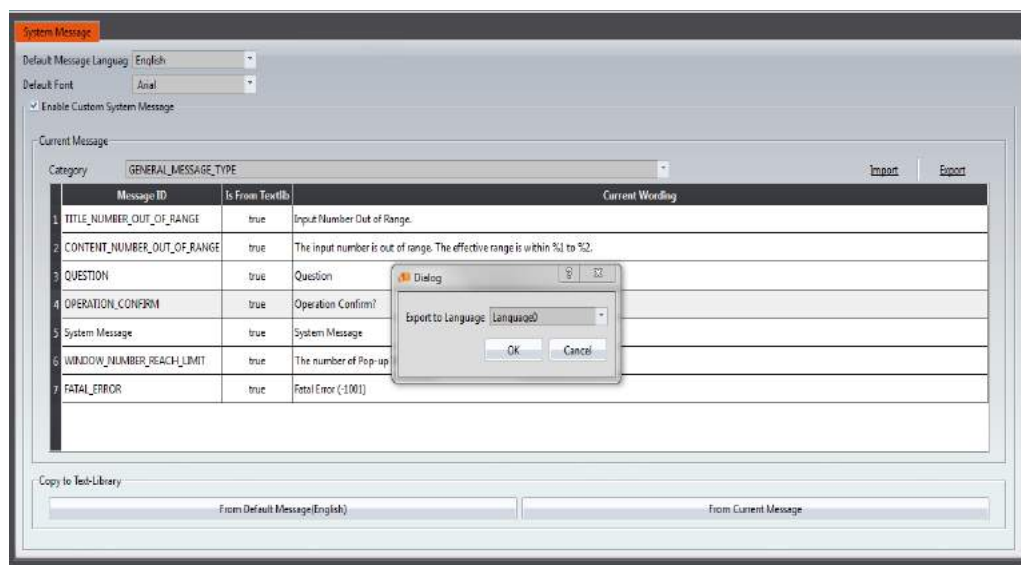 System Message
Default Message Languag English
Default Font Arial
Enable Custom System Message
Current Message
Category GENERAL_MESSAGE_TYPE Import Export
Message ID Is From Textlib Current Wording
1 TITLE_NUMBER_OUT_OF_RANGE true Input Number Out of Range.
2 CONTENT_NUMBER_OUT_OF_RANGE true The input number is out of range. The effective range is within %1 to %2.
3 QUESTION true Question
4 OPERATION_CONFIRM true Operation Confirm?
5 System Message true System Message
6 WINDOW_NUMBER_REACH_LIMIT true The number of Pop-up
7 FATAL_ERROR true Fatal Error (-1001)
Dialog
Export to Language Language0
OK Cancel
Copy to Text-Library
From Default Message(English) From Current Message